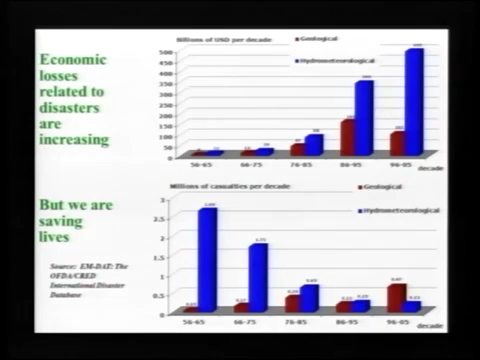 Economic
losses
related to
disasters
are
increasing
Billions of USD per decade
Geological
Hydrometeorological
500
450
400
350
300
250
200
150
100
50
0
56-65
66-75
76-85
86-95
96-05
decade
But we are
saving
lives
Source: EM-DAT: The
OFDA/CRED
International Disaster
Database
Millions of casualties per decade
Geological
Hydrometeorological
3
2.5
2
1.5
1
0.5
0
56-65
66-75
76-85
86-95
96-05
decade